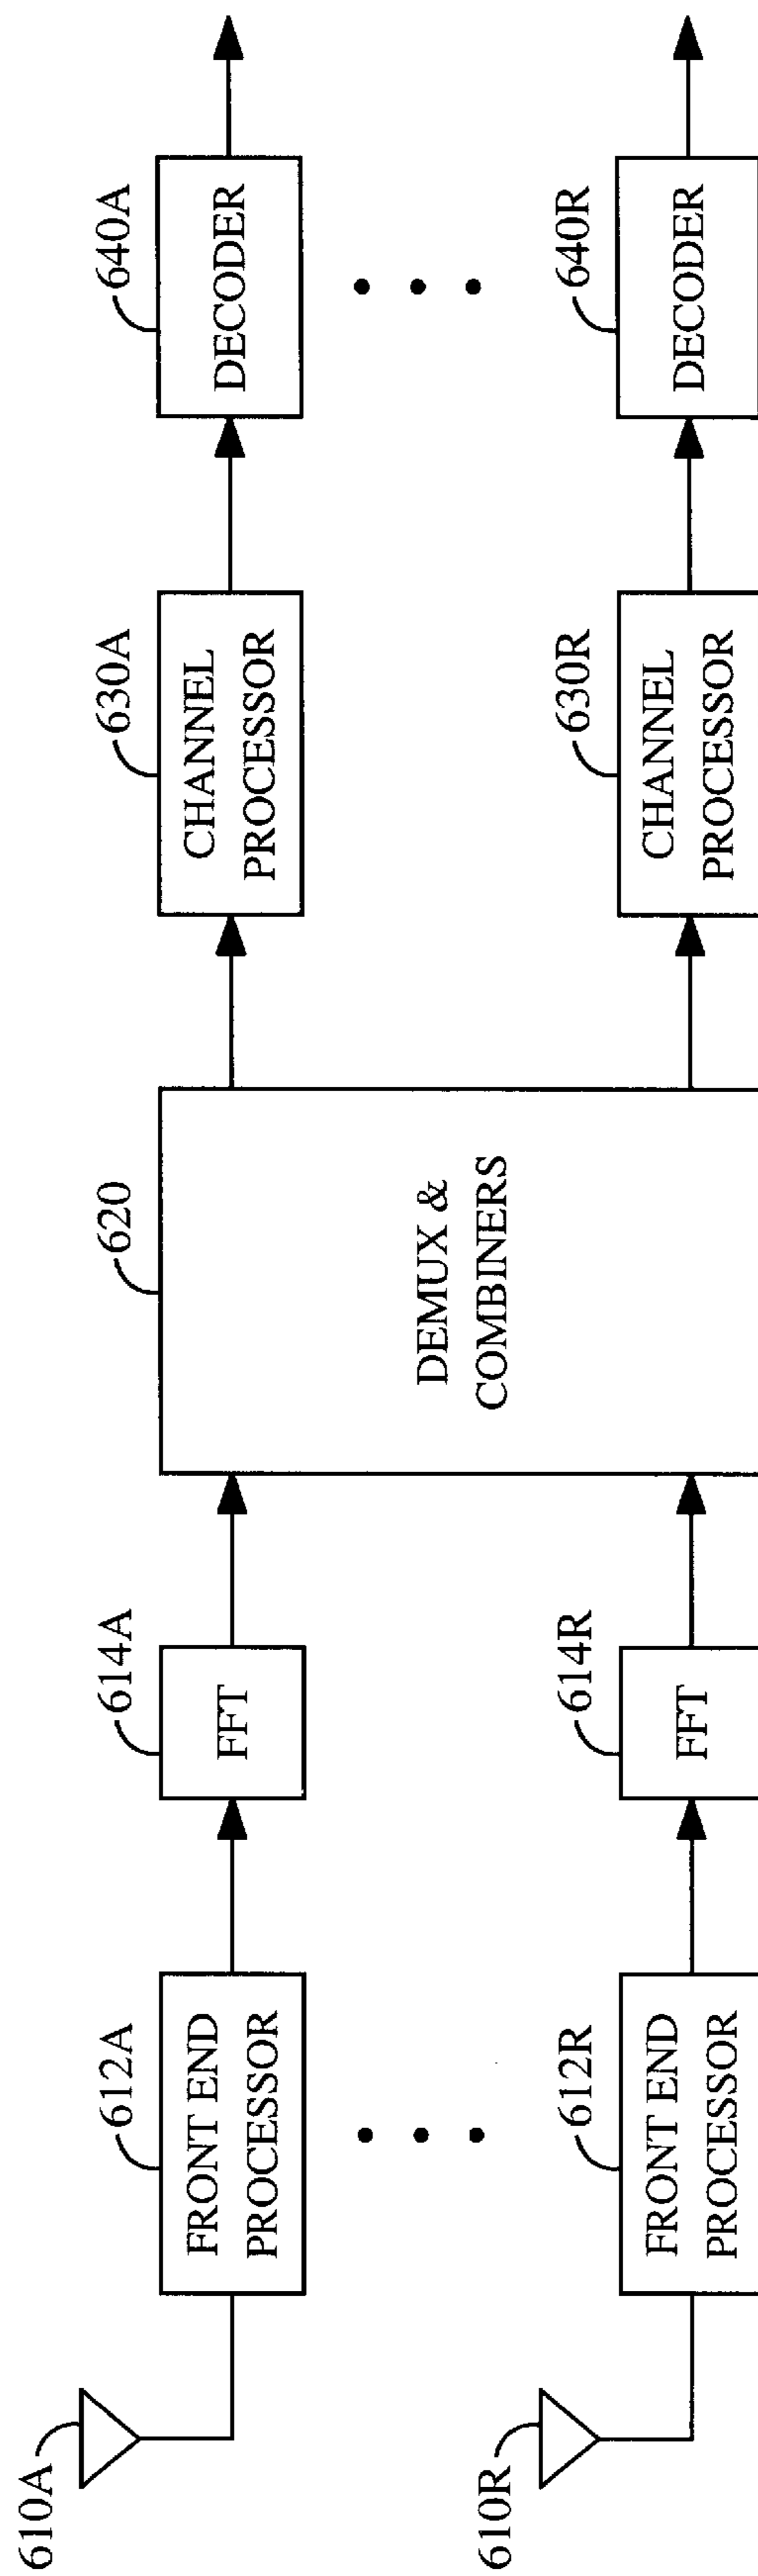 610A
612A
FRONT END
PROCESSOR
614A
FFT
620
DEMUX &
COMBINERS
630A
CHANNEL
PROCESSOR
640A
DECODER
610R
612R
FRONT END
PROCESSOR
614R
FFT
630R
CHANNEL
PROCESSOR
640R
DECODER